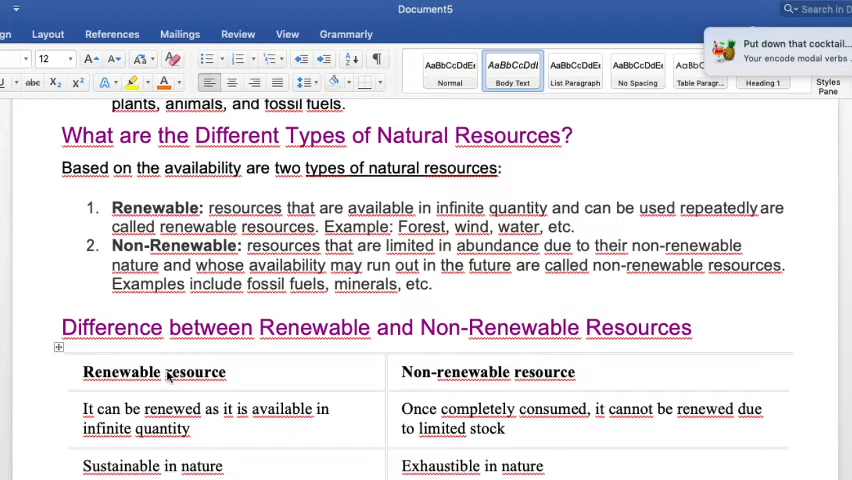 Document5
Search in D
gn Layout References Mailings Review View Grammarly
12
U abc X₂ X² A A
AaBbCcDdEe AaBbCcDdE AaBbCcDdEe AaBbCcDdEe AaBbCcDdEe
Normal Body Text List Paragraph No Spacing Table Paragr... Heading 1
Styles
Pane
Put down that cocktail...
Your encode modal verbs
plants, animals, and fossil fuels.
What are the Different Types of Natural Resources?
Based on the availability are two types of natural resources:
1. Renewable: resources that are available in infinite quantity and can be used repeatedly are
called renewable resources. Example: Forest, wind, water, etc.
2. Non-Renewable: resources that are limited in abundance due to their non-renewable
nature and whose availability may run out in the future are called non-renewable resources.
Examples include fossil fuels, minerals, etc.
Difference between Renewable and Non-Renewable Resources
Renewable resource
Non-renewable resource
It can be renewed as it is available in
infinite quantity
Once completely consumed, it cannot be renewed due
to limited stock
Sustainable in nature
Exhaustible in nature